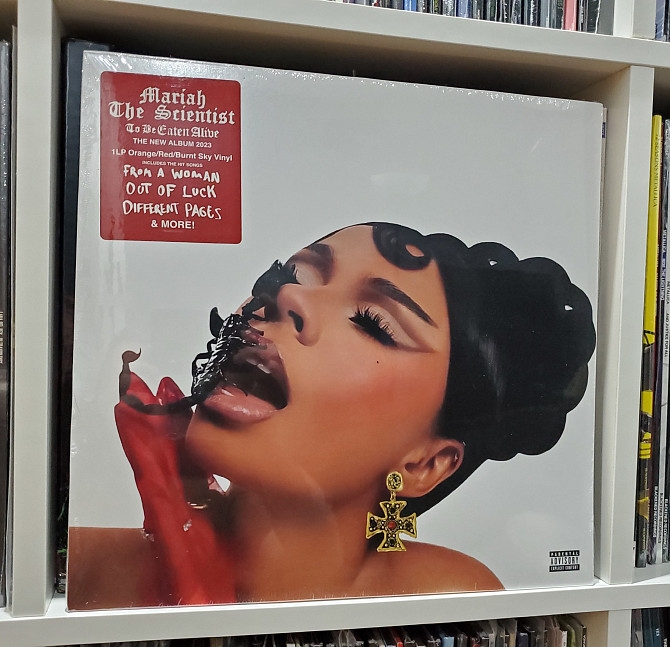 Mariah
The Scientist
To Be Eaten Alive
THE NEW ALBUM 2023
1LP Orange/Red/Burnt Sky Vinyl
INCLUDES THE HIT SONGS
FROM A WOMAN
OUT OF LUCK
DIFFERENT PAGES
& MORE!
PARENTAL
ADVISORY
EXPLICIT CONTENT